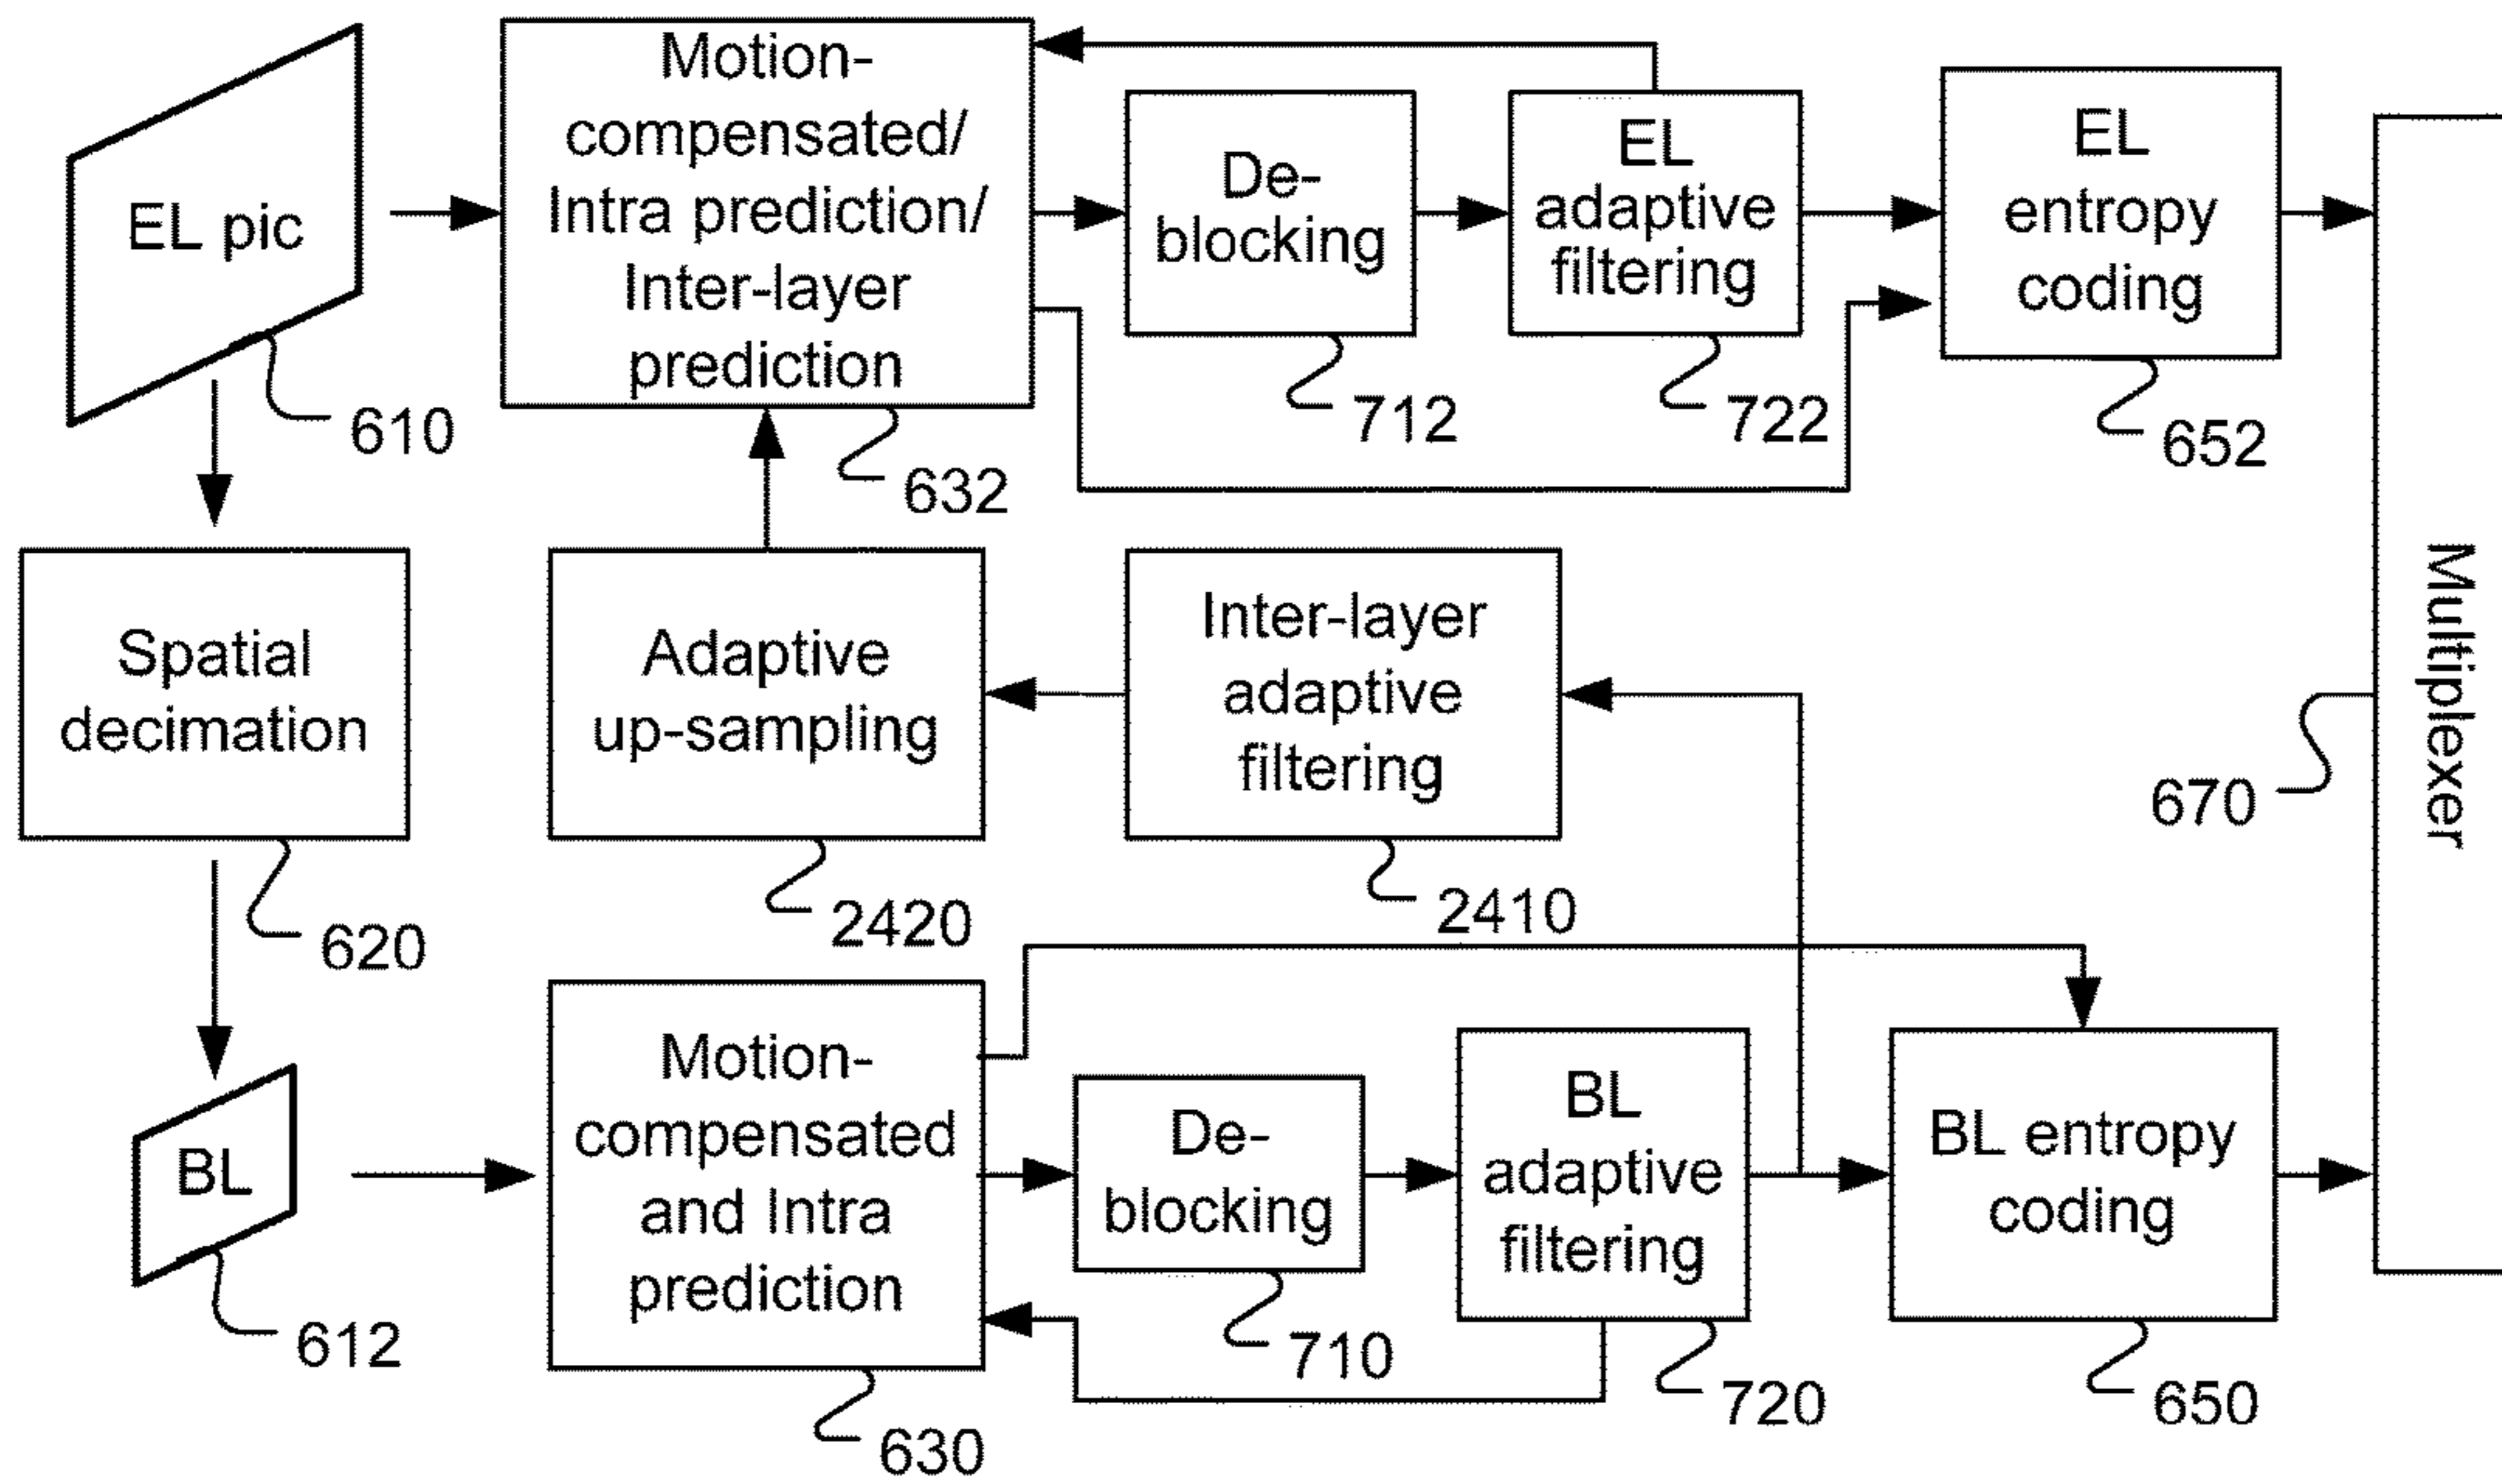 EL pic
610
Motion-
compensated/
Intra prediction/
Inter-layer
prediction
632
De-
blocking
712
EL
adaptive
filtering
722
EL
entropy
coding
652
Spatial
decimation
620
Adaptive
up-sampling
2420
Inter-layer
adaptive
filtering
2410
Multiplexer
670
BL
612
Motion-
compensated
and Intra
prediction
630
De-
blocking
710
BL
adaptive
filtering
720
BL entropy
coding
650